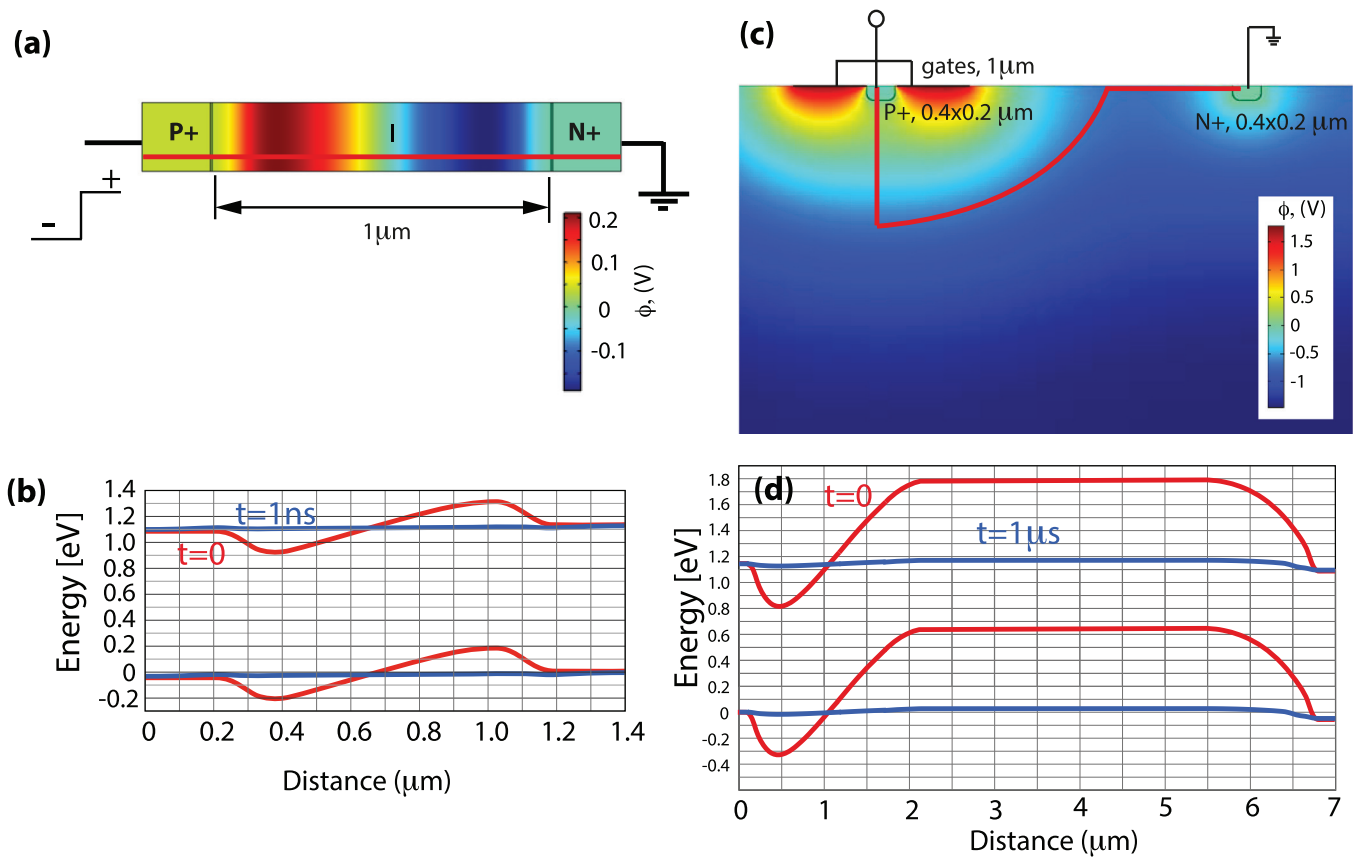 (a)
P+
I
N+
+
-
1μm
0.2
0.1
0
-0.1
ϕ, (V)
(c)
gates, 1μm
P+, 0.4x0.2 μm
N+, 0.4x0.2 μm
ϕ, (V)
1.5
1
0.5
0
-0.5
-1
(b)
1.4
1.2
1.0
0.8
0.6
0.4
0.2
0
-0.2
Energy [eV]
t=1ns
t=0
0 0.2 0.4 0.6 0.8 1.0 1.2 1.4
Distance (μm)
(d)
1.8
1.6
1.4
1.2
1.0
0.8
0.6
0.4
0.2
0
-0.2
-0.4
Energy [eV]
t=0
t=1μs
0 1 2 3 4 5 6 7
Distance (μm)